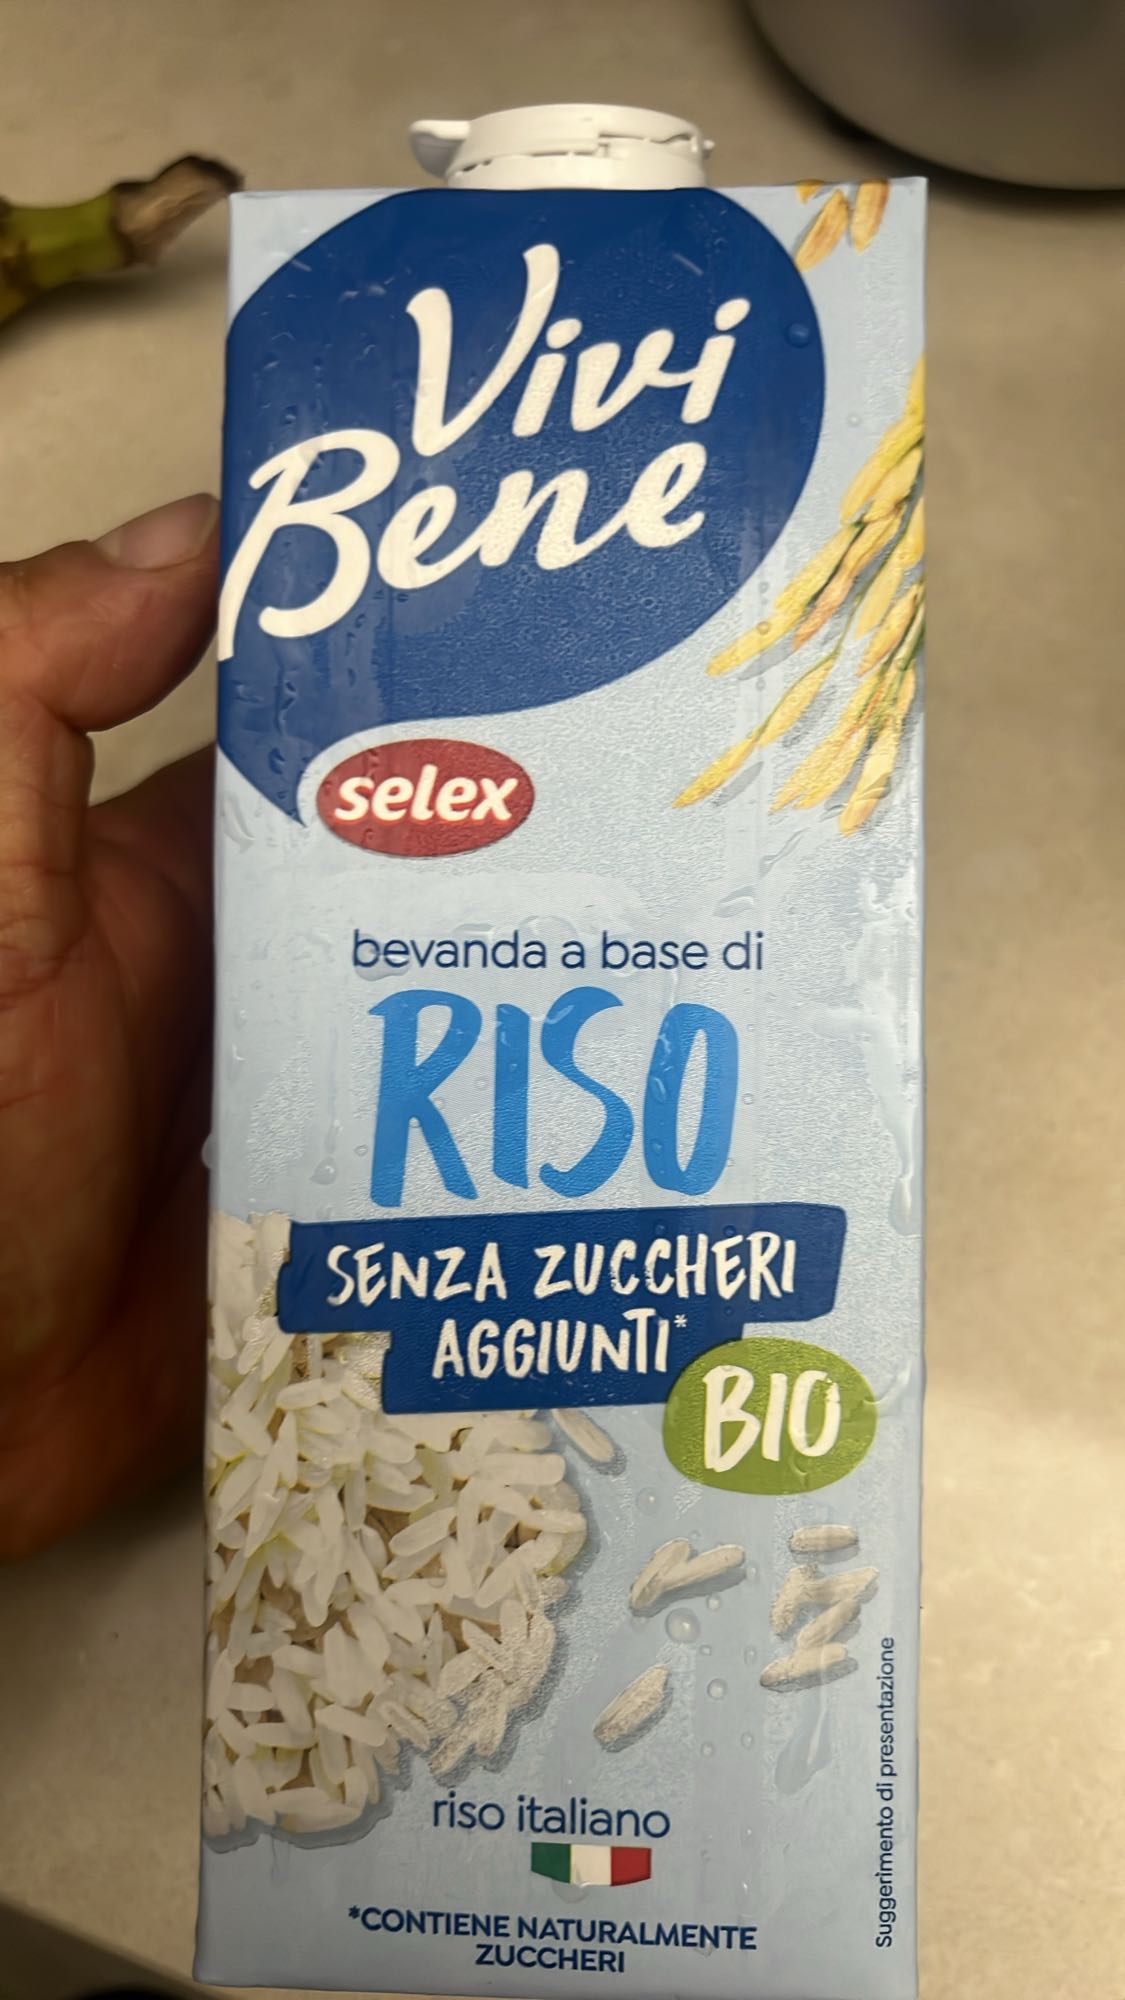 Vivi
Bene
selex
bevanda a base di
RISO
SENZA ZUCCHERI
AGGIUNTI*
BIO
riso italiano
*CONTIENE NATURALMENTE
ZUCCHERI
Suggerimento di presentazione